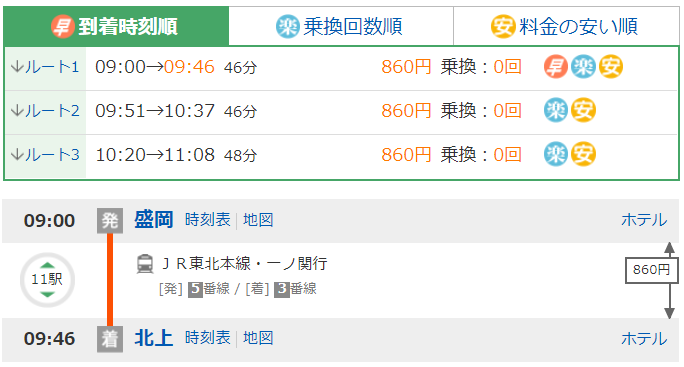 早 到着時刻順 楽 乗換回数順 安 料金の安い順
↓ルート1 09:00→09:46 46分 860円 乗換：0回 早 楽 安
↓ルート2 09:51→10:37 46分 860円 乗換：0回 楽 安
↓ルート3 10:20→11:08 48分 860円 乗換：0回 楽 安
09:00 発 盛岡 時刻表 | 地図 ホテル
11駅 ＪＲ東北本線・一ノ関行 860円
[発] 5番線 / [着] 3番線
09:46 着 北上 時刻表 | 地図 ホテル